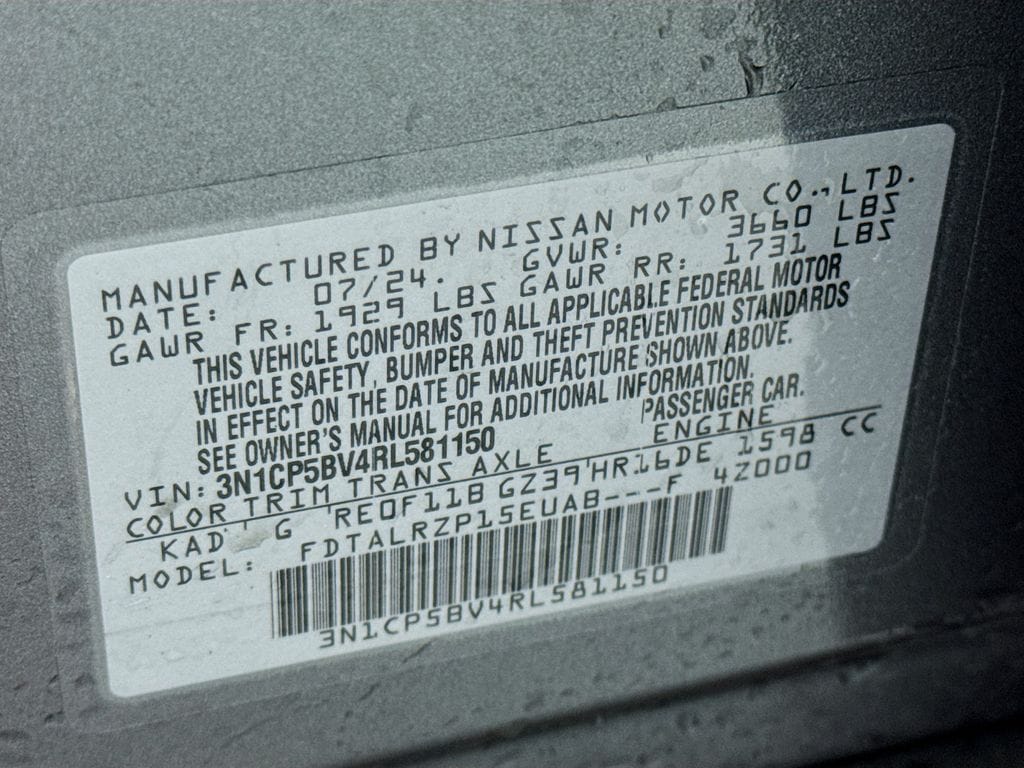 MANUFACTURED BY NISSAN MOTOR CO., LTD.
DATE: 07/24. GVWR: 3660 LBS
GAWR FR: 1929 LBS GAWR RR: 1731 LBS
THIS VEHICLE CONFORMS TO ALL APPLICABLE FEDERAL MOTOR
VEHICLE SAFETY, BUMPER AND THEFT PREVENTION STANDARDS
IN EFFECT ON THE DATE OF MANUFACTURE SHOWN ABOVE.
SEE OWNER'S MANUAL FOR ADDITIONAL INFORMATION.
VIN: 3N1CP5BV4RL581150 PASSENGER CAR.
COLOR TRIM TRANS AXLE ENGINE
KAD G REOF11B GZ39 HR16DE 1598 CC
MODEL: FDTALRZP15EUAB---F 4Z000
3N1CP5BV4RL581150